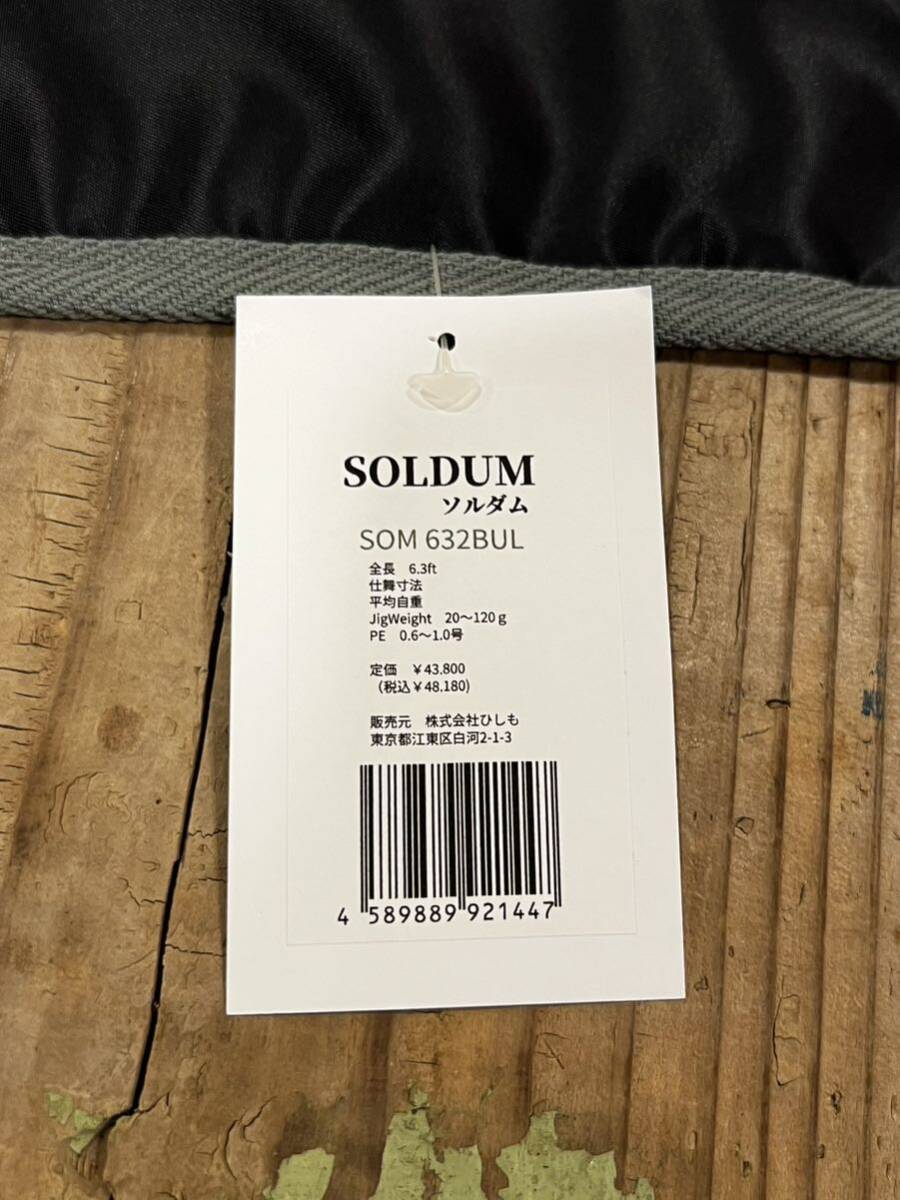 SOLDUM
ソルダム
SOM 632BUL
全長　6.3ft
仕舞寸法
平均自重
JigWeight　20～120ｇ
PE　0.6～1.0号
定価　￥43.800
（税込￥48.180)
販売元　株式会社ひしも
東京都江東区白河2-1-3
4 589889 921447